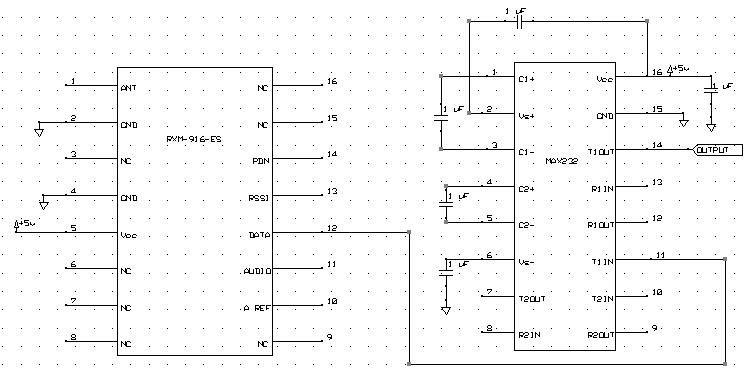 1 uF
1 C1+ Vcc 16 +5v
1 ANT NC 16
1 uF
2 Vs+ GND 15
1 uF
2 GND NC 15
RXM-916-ES
3 C1- T1OUT 14 OUTPUT
3 NC PDN 14
MAX232
4 C2+ R1IN 13
4 GND RSSI 13
1 uF
5 C2- R1OUT 12
+5v
5 Vcc DATA 12
6 Vs- T1IN 11
1 uF
6 NC AUDIO 11
7 T2OUT T2IN 10
7 NC A REF 10
8 R2IN R2OUT 9
8 NC NC 9